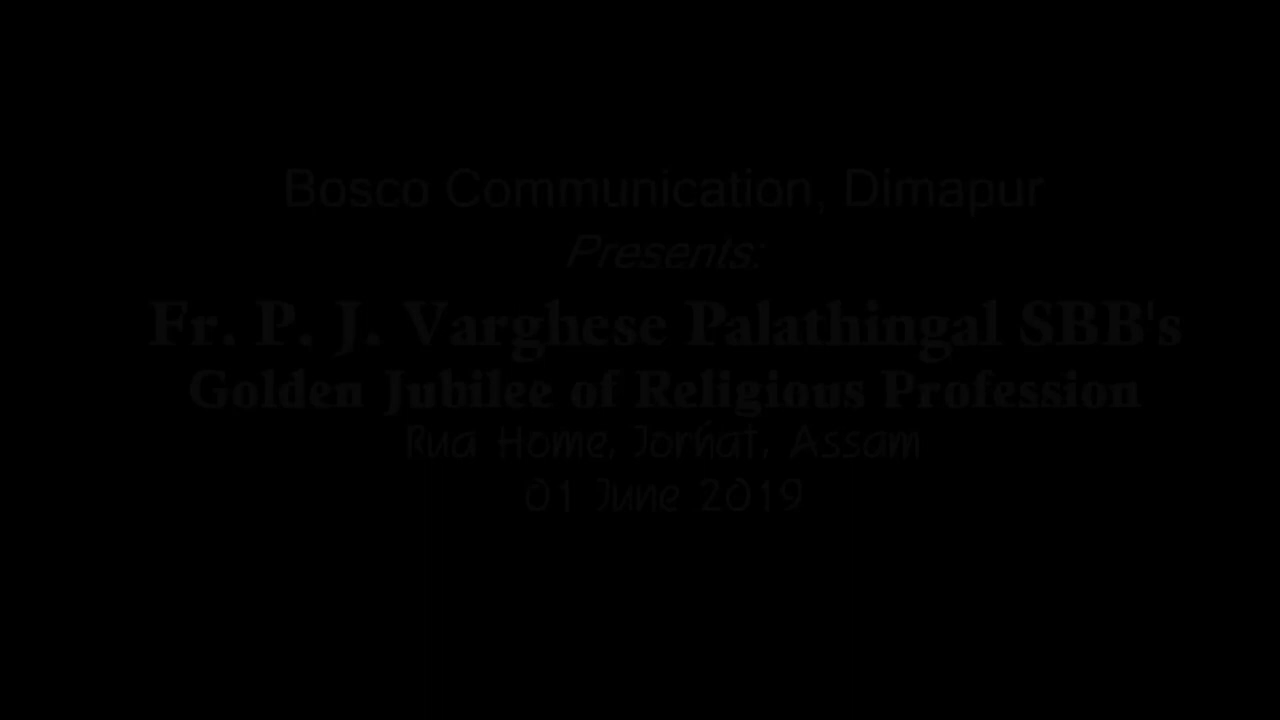 Bosco Communication, Dimapur
Presents:
Fr. P. J. Varghese Palathingal SBB's
Golden Jubilee of Religious Profession
Rua Home, Jorhat, Assam
01 June 2019